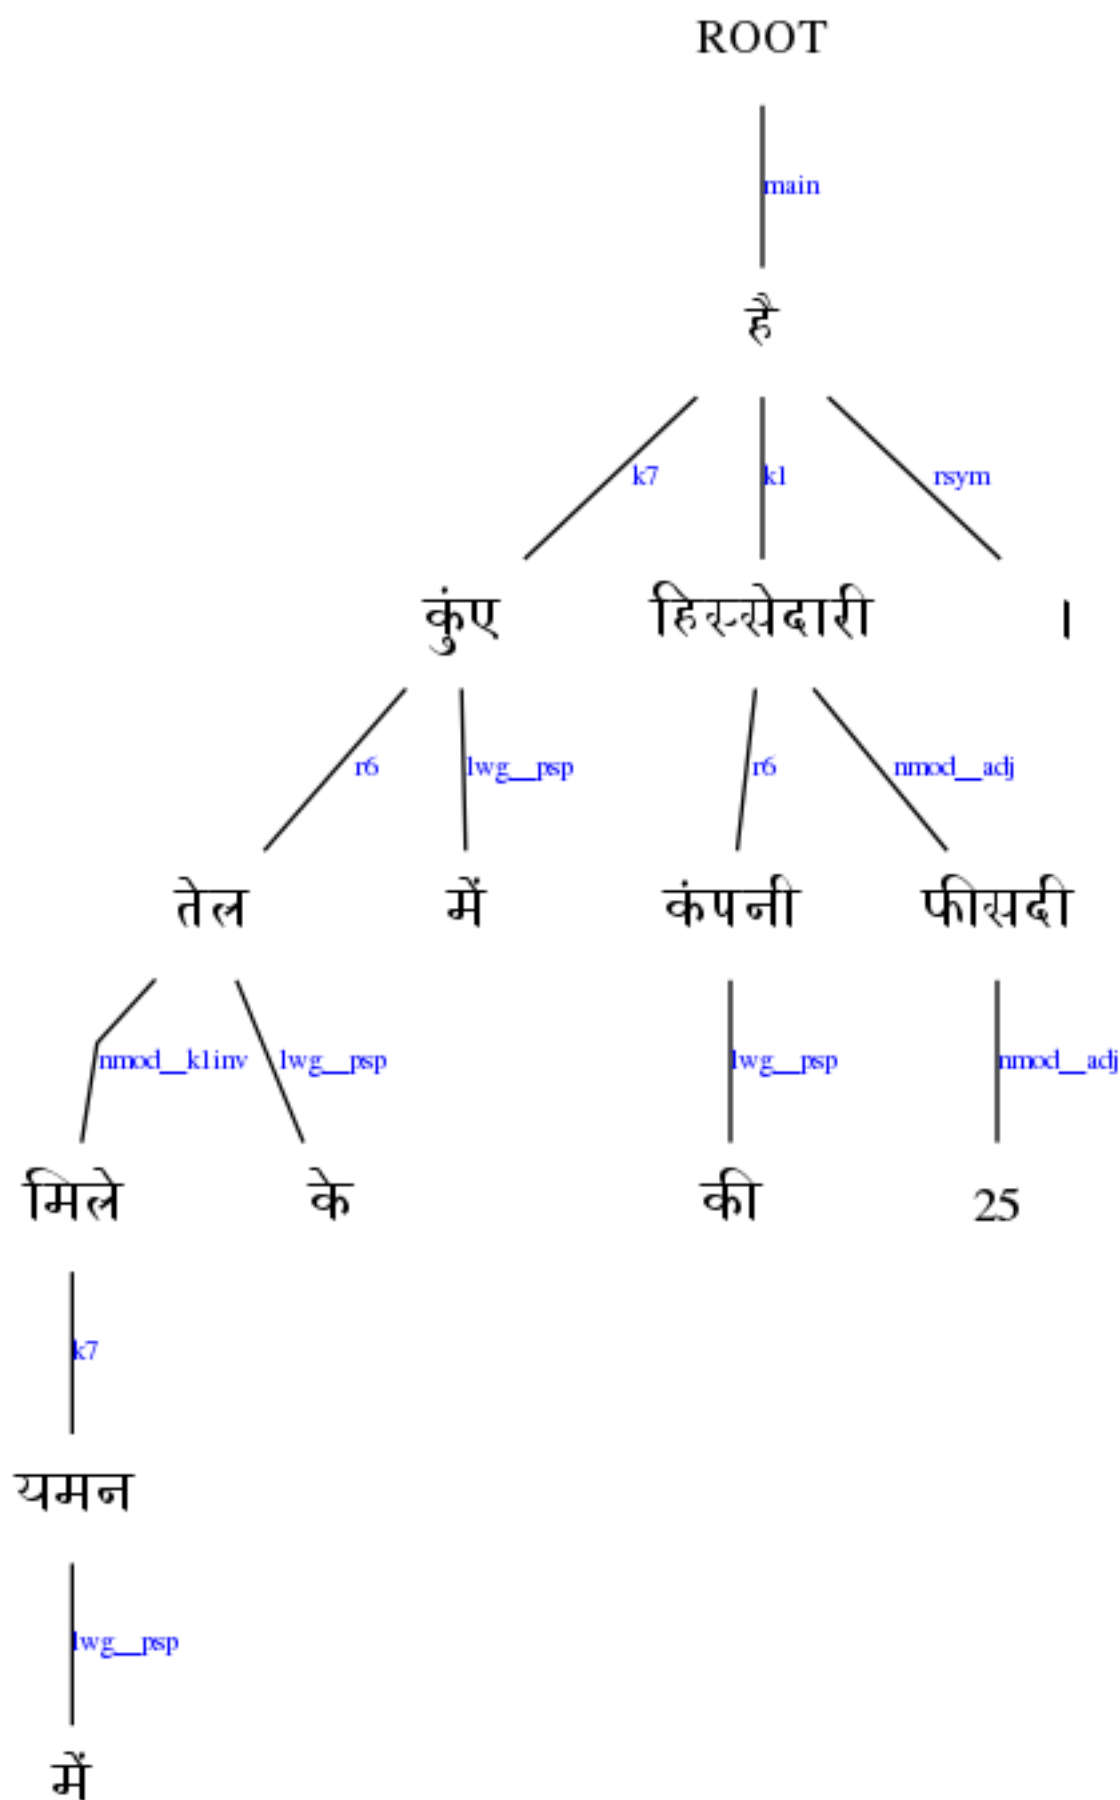 ROOT
main
है
k7 k1 rsym
कुंए हिस्सेदारी ।
r6 lwg__psp r6 nmod__adj
तेल में कंपनी फीसदी
nmod__k1inv lwg__psp lwg__psp nmod__adj
मिले के की 25
k7
यमन
lwg__psp
में